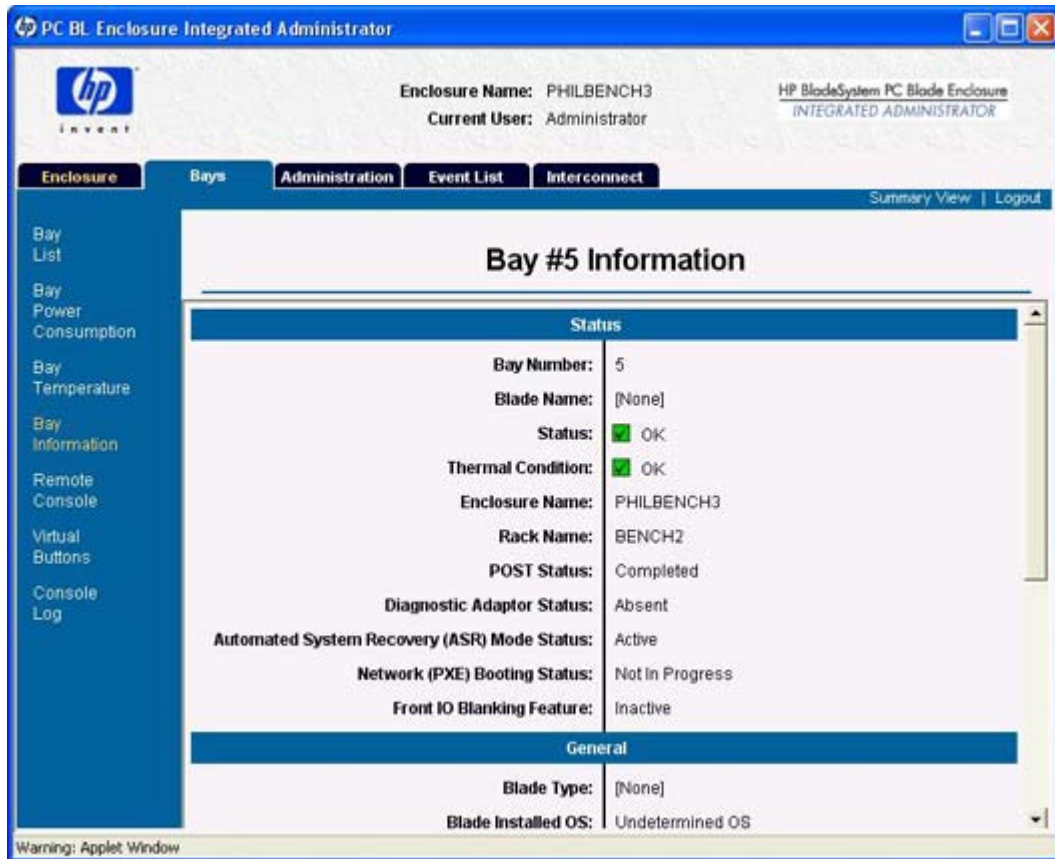 PC BL Enclosure Integrated Administrator
hp
invent
Enclosure Name: PHILBENCH3
Current User: Administrator
HP BladeSystem PC Blade Enclosure
INTEGRATED ADMINISTRATOR
Enclosure Bays Administration Event List Interconnect
Summary View | Logout
Bay
List
Bay
Power
Consumption
Bay
Temperature
Bay
Information
Remote
Console
Virtual
Buttons
Console
Log
Bay #5 Information
Status
Bay Number: 5
Blade Name: [None]
Status: OK
Thermal Condition: OK
Enclosure Name: PHILBENCH3
Rack Name: BENCH2
POST Status: Completed
Diagnostic Adaptor Status: Absent
Automated System Recovery (ASR) Mode Status: Active
Network (PXE) Booting Status: Not In Progress
Front IO Blanking Feature: Inactive
General
Blade Type: [None]
Blade Installed OS: Undetermined OS
Warning: Applet Window